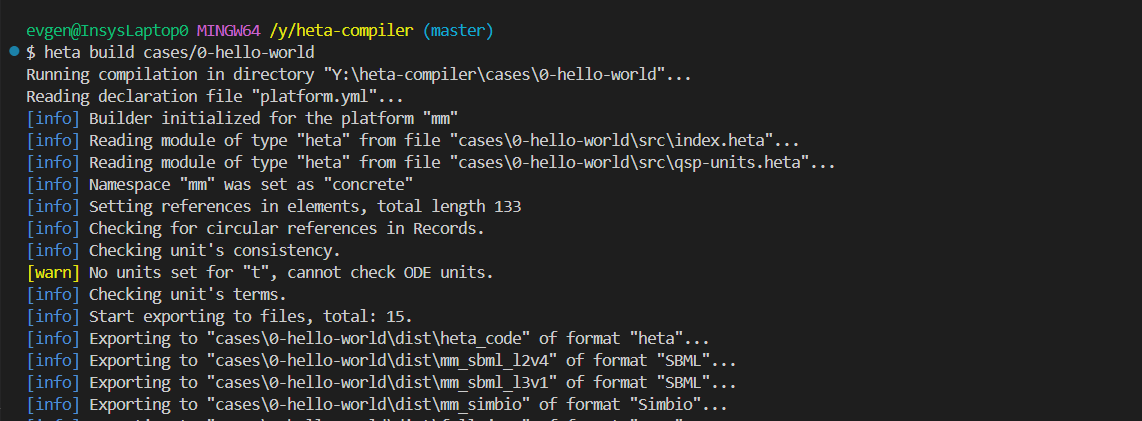 evgen@InsysLaptop0 MINGW64 /y/heta-compiler (master)
$ heta build cases/0-hello-world
Running compilation in directory "Y:\heta-compiler\cases\0-hello-world"...
Reading declaration file "platform.yml"...
[info] Builder initialized for the platform "mm"
[info] Reading module of type "heta" from file "cases\0-hello-world\src\index.heta"...
[info] Reading module of type "heta" from file "cases\0-hello-world\src\qsp-units.heta"...
[info] Namespace "mm" was set as "concrete"
[info] Setting references in elements, total length 133
[info] Checking for circular references in Records.
[info] Checking unit's consistency.
[warn] No units set for "t", cannot check ODE units.
[info] Checking unit's terms.
[info] Start exporting to files, total: 15.
[info] Exporting to "cases\0-hello-world\dist\heta_code" of format "heta"...
[info] Exporting to "cases\0-hello-world\dist\mm_sbml_l2v4" of format "SBML"...
[info] Exporting to "cases\0-hello-world\dist\mm_sbml_l3v1" of format "SBML"...
[info] Exporting to "cases\0-hello-world\dist\mm_simbio" of format "Simbio"...